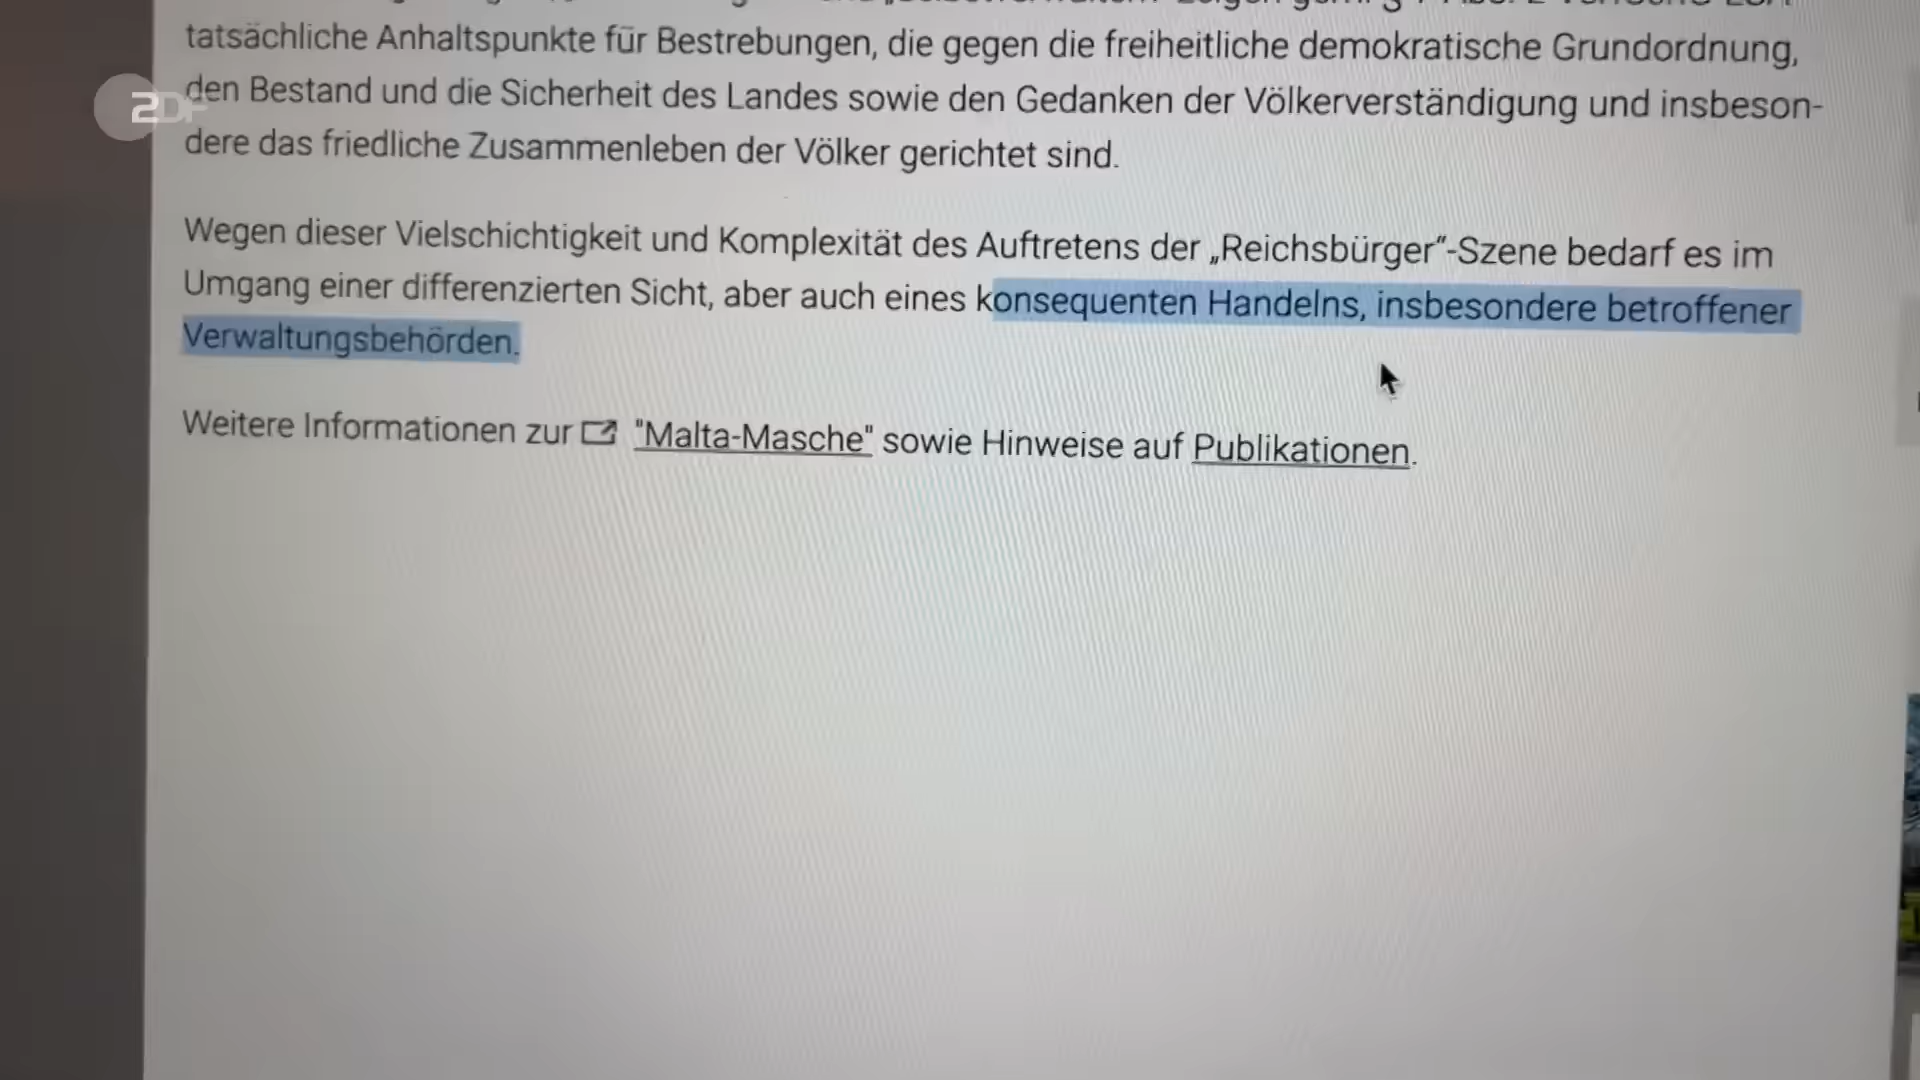 tatsächliche Anhaltspunkte für Bestrebungen, die gegen die freiheitliche demokratische Grundordnung,
den Bestand und die Sicherheit des Landes sowie den Gedanken der Völkerverständigung und insbeson-
dere das friedliche Zusammenleben der Völker gerichtet sind.
ZDF
Wegen dieser Vielschichtigkeit und Komplexität des Auftretens der „Reichsbürger“-Szene bedarf es im
Umgang einer differenzierten Sicht, aber auch eines konsequenten Handelns, insbesondere betroffener
Verwaltungsbehörden.
Weitere Informationen zur "Malta-Masche" sowie Hinweise auf Publikationen.